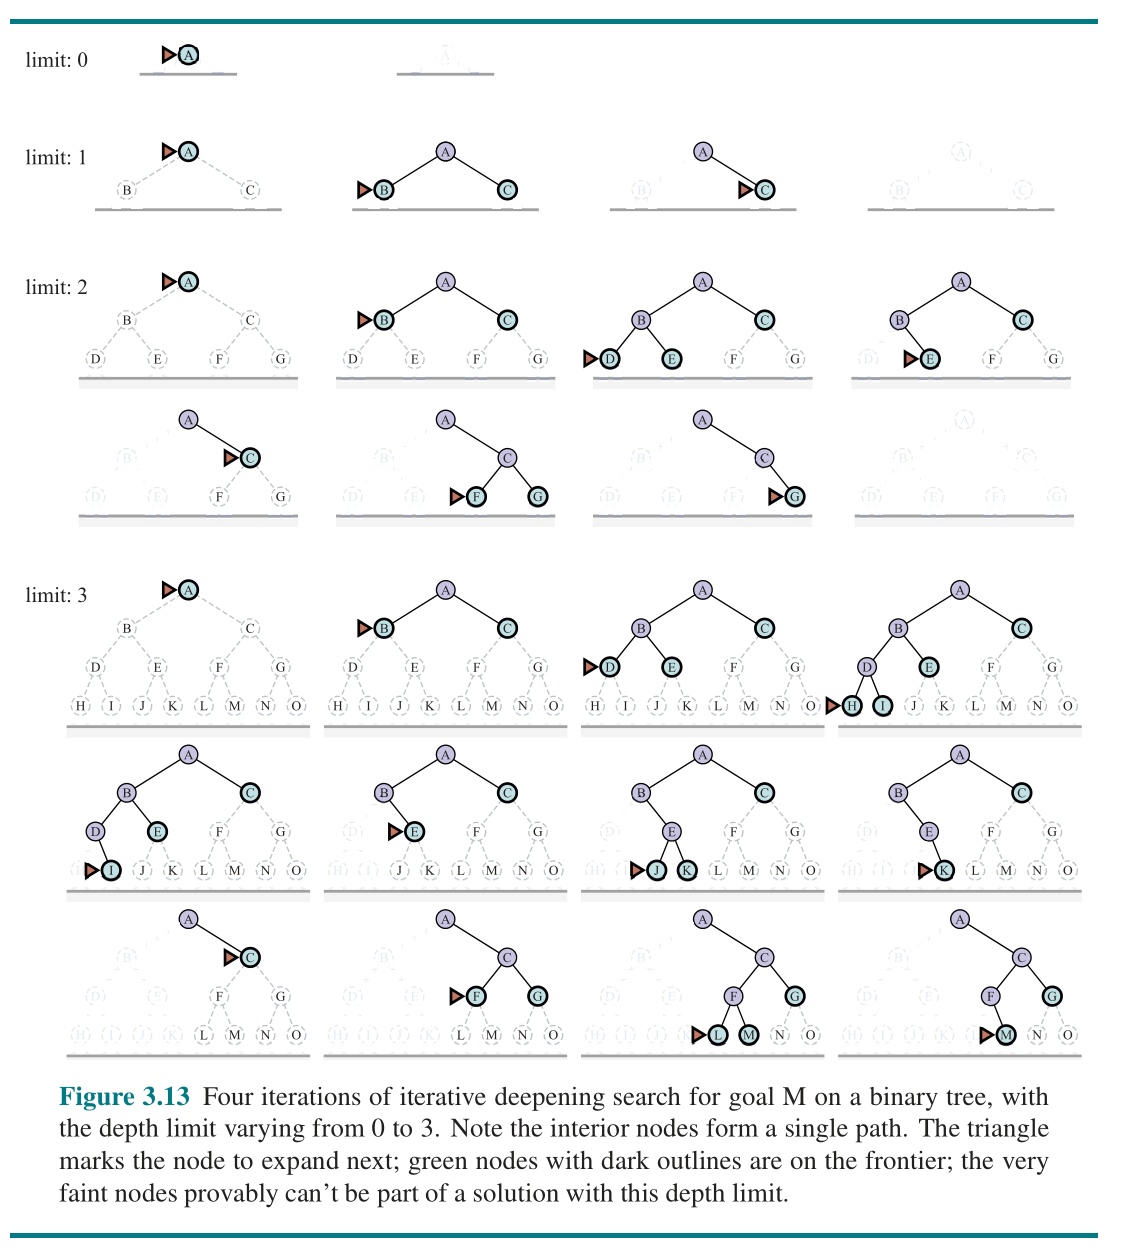 limit: 0 A A
limit: 1 A A A A
B C B C B C B C
limit: 2 A A A A
B C B C B C B C
D E F G D E F G D E F G D E F G
A A A A
B C B C B C B C
D E F G D E F G D E F G D E F G
limit: 3 A A A A
B C B C B C B C
D E F G D E F G D E F G D E F G
H I J K L M N O H I J K L M N O H I J K L M N O H I J K L M N O
A A A A
B C B C B C B C
D E F G D E F G D E F G D E F G
H I J K L M N O H I J K L M N O H I J K L M N O H I J K L M N O
A A A A
B C B C B C B C
D E F G D E F G D E F G D E F G
H I J K L M N O H I J K L M N O H I J K L M N O H I J K L M N O
Figure 3.13 Four iterations of iterative deepening search for goal M on a binary tree, with
the depth limit varying from 0 to 3. Note the interior nodes form a single path. The triangle
marks the node to expand next; green nodes with dark outlines are on the frontier; the very
faint nodes provably can't be part of a solution with this depth limit.